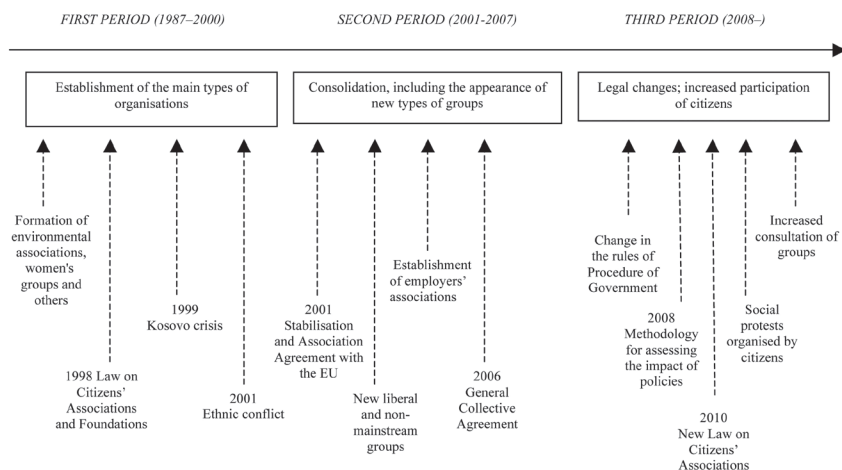 FIRST PERIOD (1987–2000)
SECOND PERIOD (2001-2007)
THIRD PERIOD (2008–)
Establishment of the main types of
organisations
Consolidation, including the appearance of
new types of groups
Legal changes; increased participation
of citizens
Formation of
environmental
associations,
women's
groups and
others
1998 Law on
Citizens'
Associations
and Foundations
1999
Kosovo crisis
2001
Ethnic conflict
2001
Stabilisation
and Association
Agreement with
the EU
New liberal
and non-
mainstream
groups
Establishment
of employers'
associations
2006
General
Collective
Agreement
Change in
the rules of
Procedure of
Government
2008
Methodology
for assessing
the impact of
policies
2010
New Law on
Citizens'
Associations
Social
protests
organised by
citizens
Increased
consultation of
groups